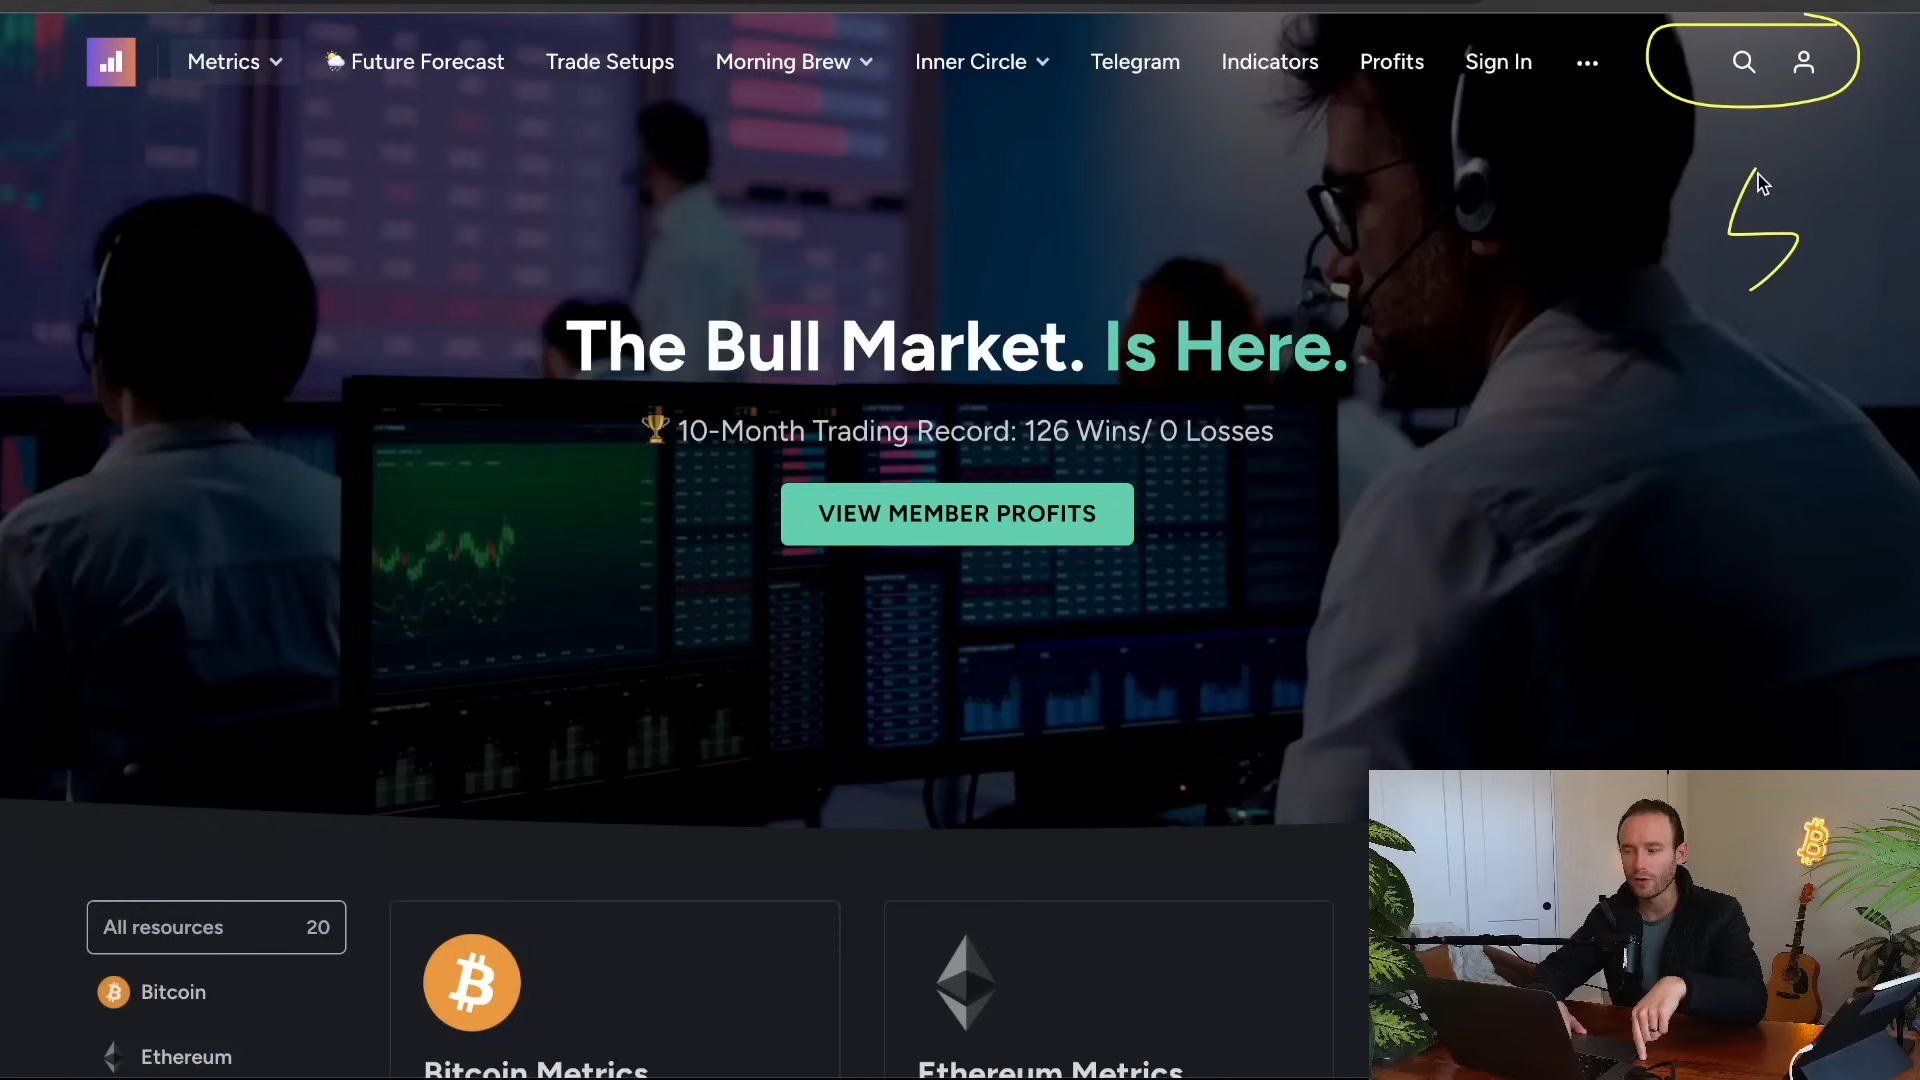 Metrics
Future Forecast
Trade Setups
Morning Brew
Inner Circle
Telegram
Indicators
Profits
Sign In
The Bull Market. Is Here.
10-Month Trading Record: 126 Wins/ 0 Losses
VIEW MEMBER PROFITS
All resources 20
Bitcoin
Ethereum
Bitcoin Metrics
Ethereum Metrics